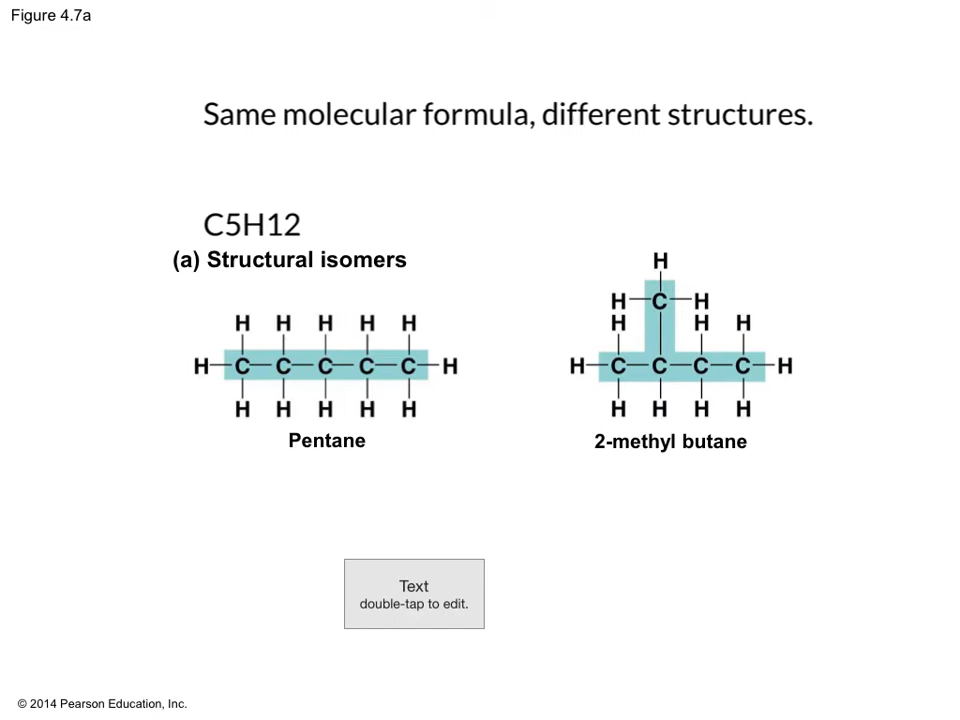 Figure 4.7a
Same molecular formula, different structures.
C5H12
(a) Structural isomers
H H H H H
H C C C C C H
H H H H H
Pentane
H
H C H
H H H
H C C C C H
H H H H
2-methyl butane
Text
double-tap to edit.
© 2014 Pearson Education, Inc.